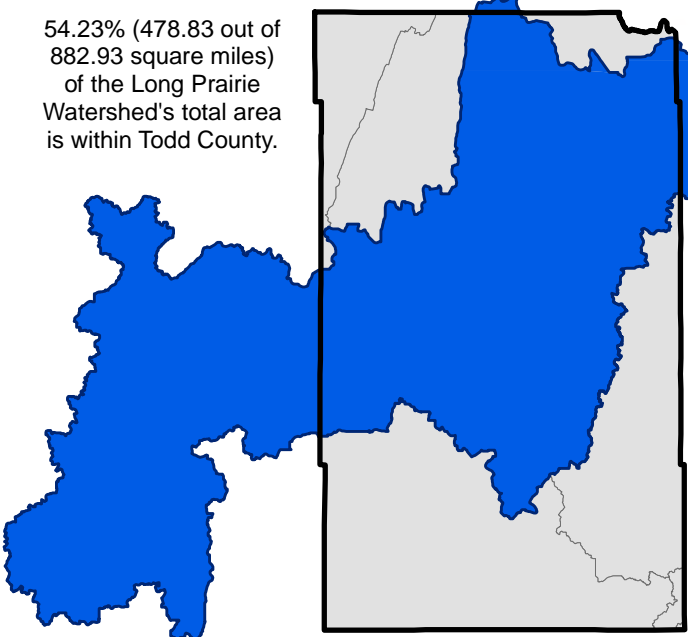 54.23% (478.83 out of
882.93 square miles)
of the Long Prairie
Watershed's total area
is within Todd County.